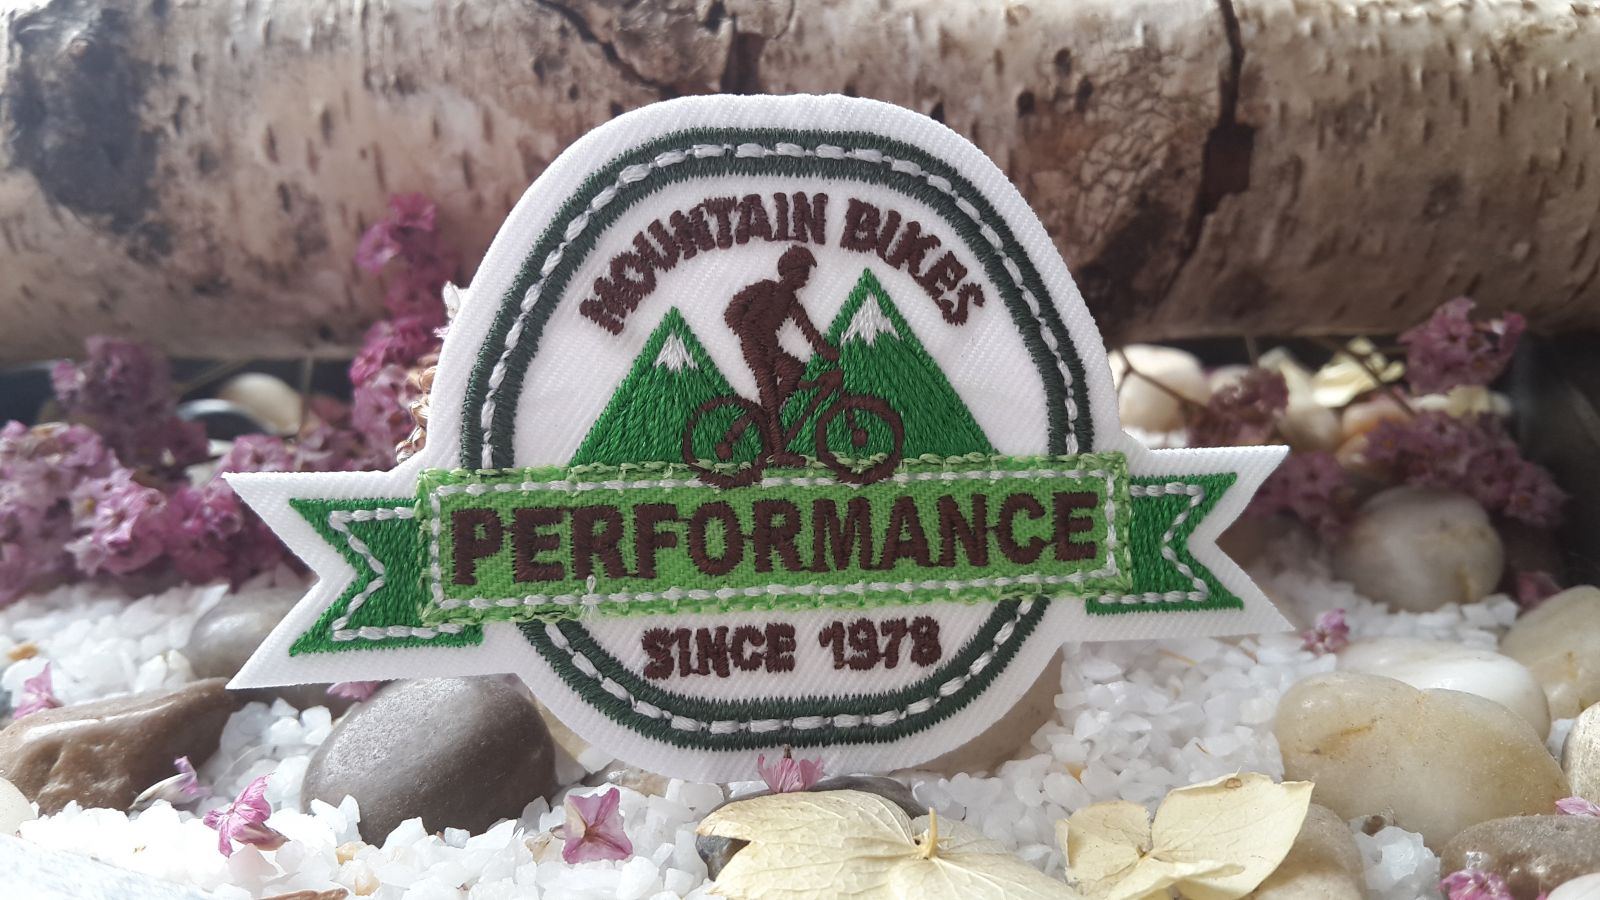 MOUNTAIN BIKES
PERFORMANCE
SINCE 1978